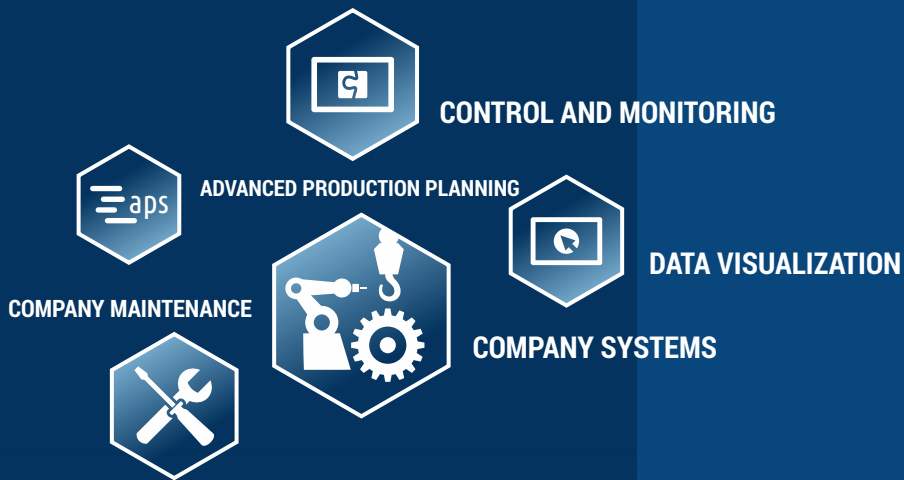 CONTROL AND MONITORING
ADVANCED PRODUCTION PLANNING
aps
DATA VISUALIZATION
COMPANY MAINTENANCE
COMPANY SYSTEMS